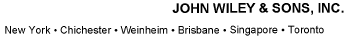 JOHN WILEY & SONS, INC.
New York • Chichester • Weinheim • Brisbane • Singapore • Toronto